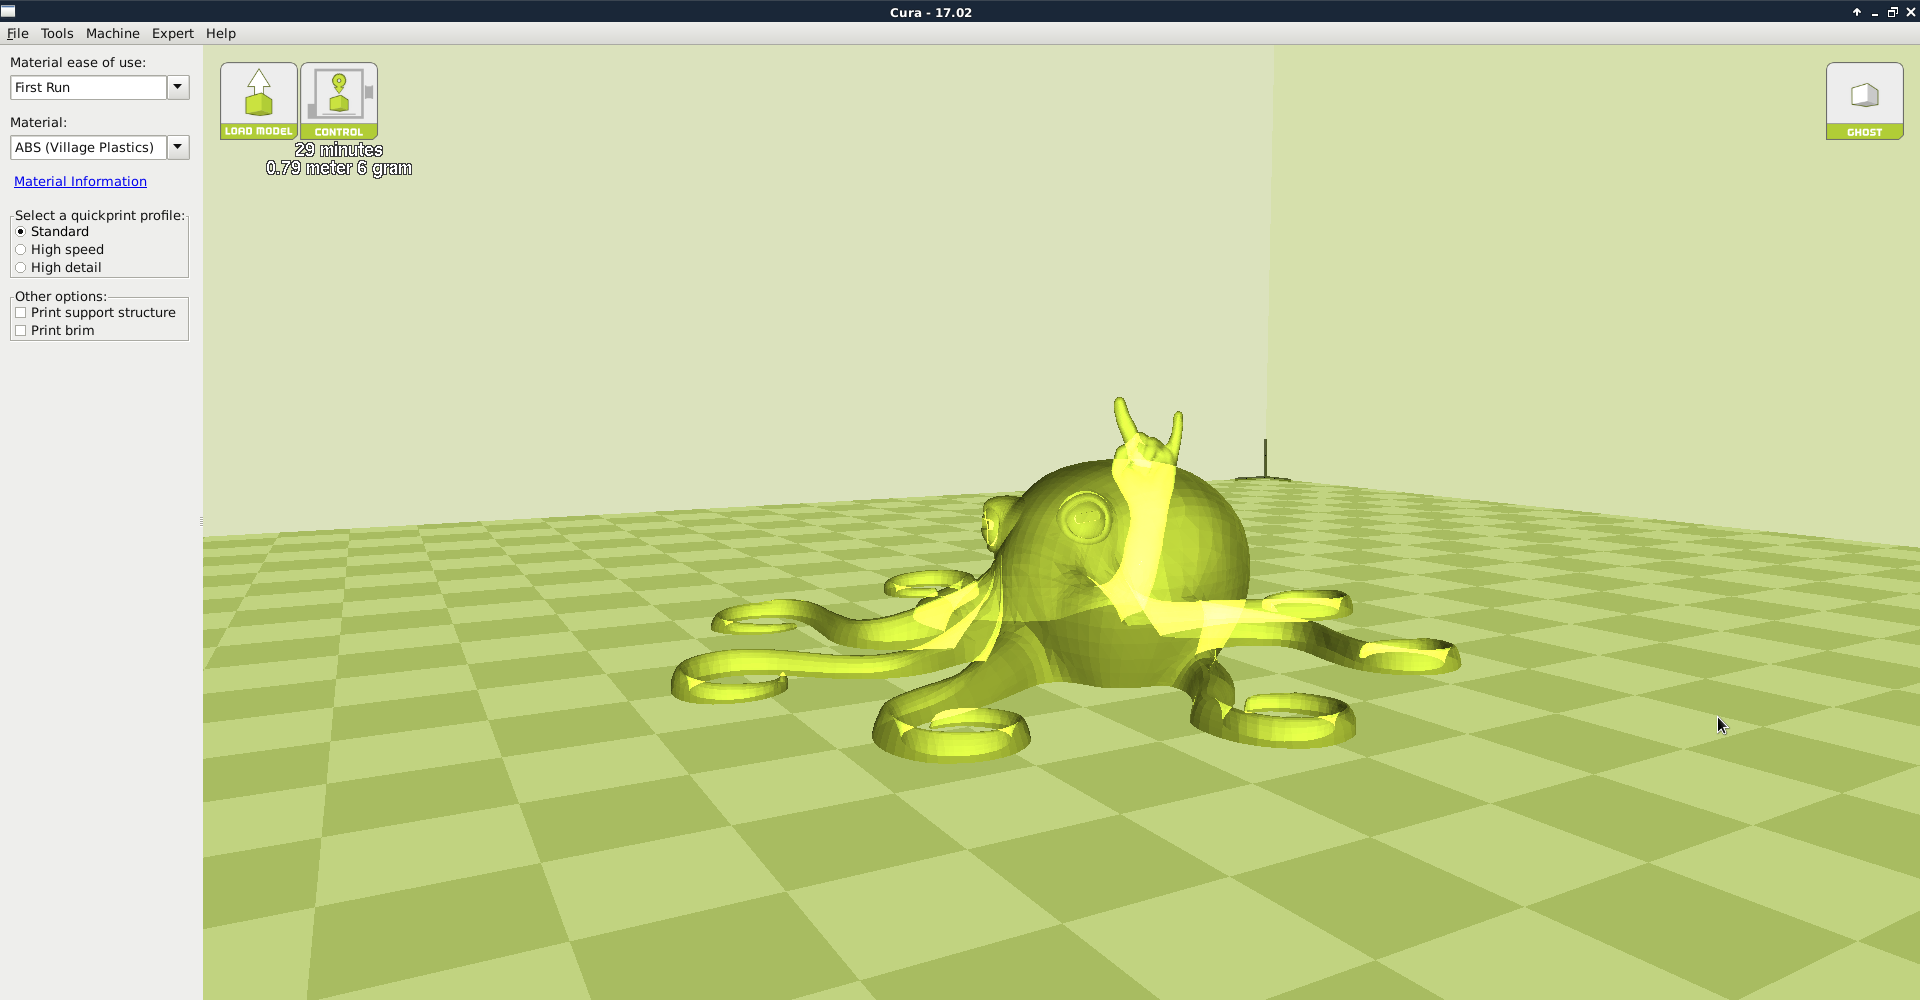 Cura - 17.02
File Tools Machine Expert Help
Material ease of use:
First Run
Material:
ABS (Village Plastics)
Material Information
Select a quickprint profile:
Standard
High speed
High detail
Other options:
Print support structure
Print brim
LOAD MODEL
CONTROL
29 minutes
0.79 meter 6 gram
GHOST